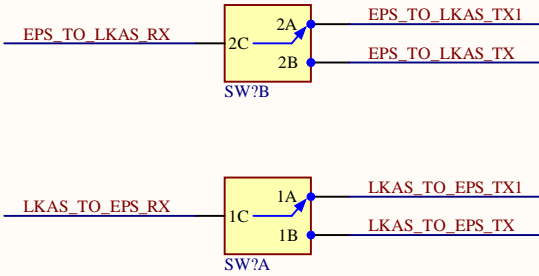 EPS_TO_LKAS_RX
2C
2A
2B
EPS_TO_LKAS_TX1
EPS_TO_LKAS_TX
SW?B
LKAS_TO_EPS_RX
1C
1A
1B
LKAS_TO_EPS_TX1
LKAS_TO_EPS_TX
SW?A